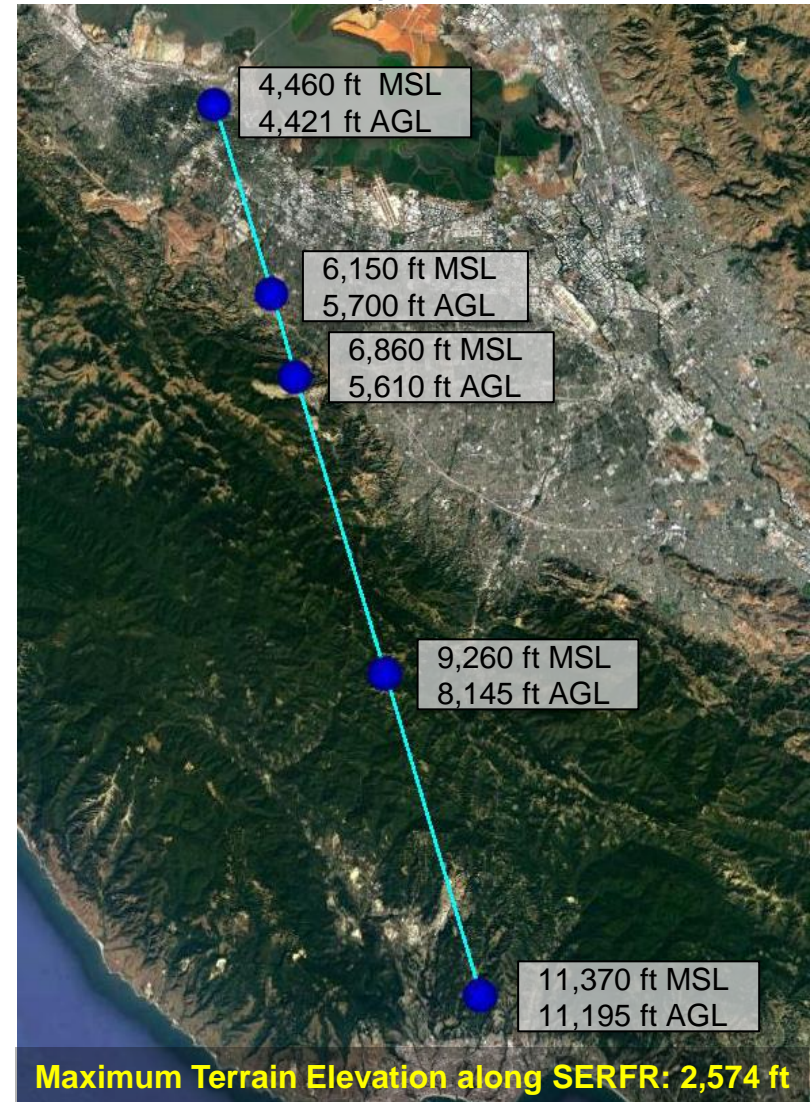 4,460 ft MSL
4,421 ft AGL
6,150 ft MSL
5,700 ft AGL
6,860 ft MSL
5,610 ft AGL
9,260 ft MSL
8,145 ft AGL
11,370 ft MSL
11,195 ft AGL
Maximum Terrain Elevation along SERFR: 2,574 ft